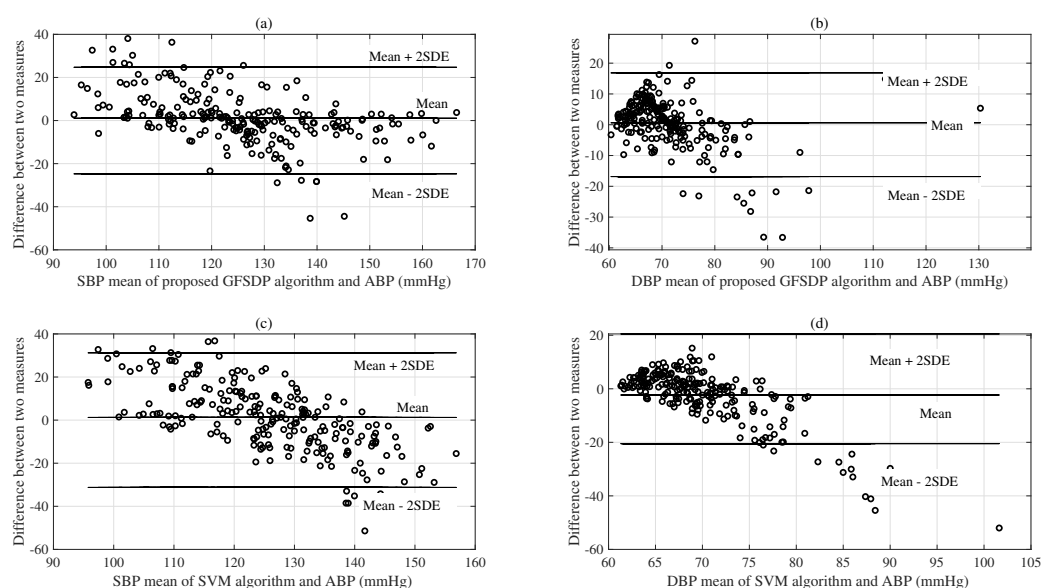 (a)
40
20
0
-20
-40
-60
Difference between two measures
Mean + 2SDE
Mean
Mean - 2SDE
90 100 110 120 130 140 150 160 170
SBP mean of proposed GFSDP algorithm and ABP (mmHg)
(b)
20
10
0
-10
-20
-30
-40
Difference between two measures
Mean + 2SDE
Mean
Mean - 2SDE
60 70 80 90 100 110 120 130
DBP mean of proposed GFSDP algorithm and ABP (mmHg)
(c)
40
20
0
-20
-40
-60
Difference between two measures
Mean + 2SDE
Mean
Mean - 2SDE
90 100 110 120 130 140 150 160
SBP mean of SVM algorithm and ABP (mmHg)
(d)
20
0
-20
-40
-60
Difference between two measures
Mean + 2SDE
Mean
Mean - 2SDE
60 65 70 75 80 85 90 95 100 105
DBP mean of SVM algorithm and ABP (mmHg)